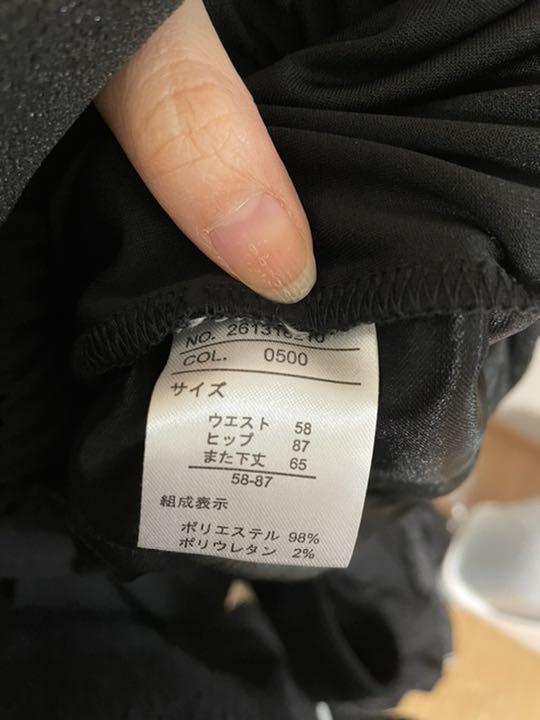 NO. 261316210
COL. 0500
サイズ
ウエスト 58
ヒップ 87
また下丈 65
58-87
組成表示
ポリエステル 98%
ポリウレタン 2%